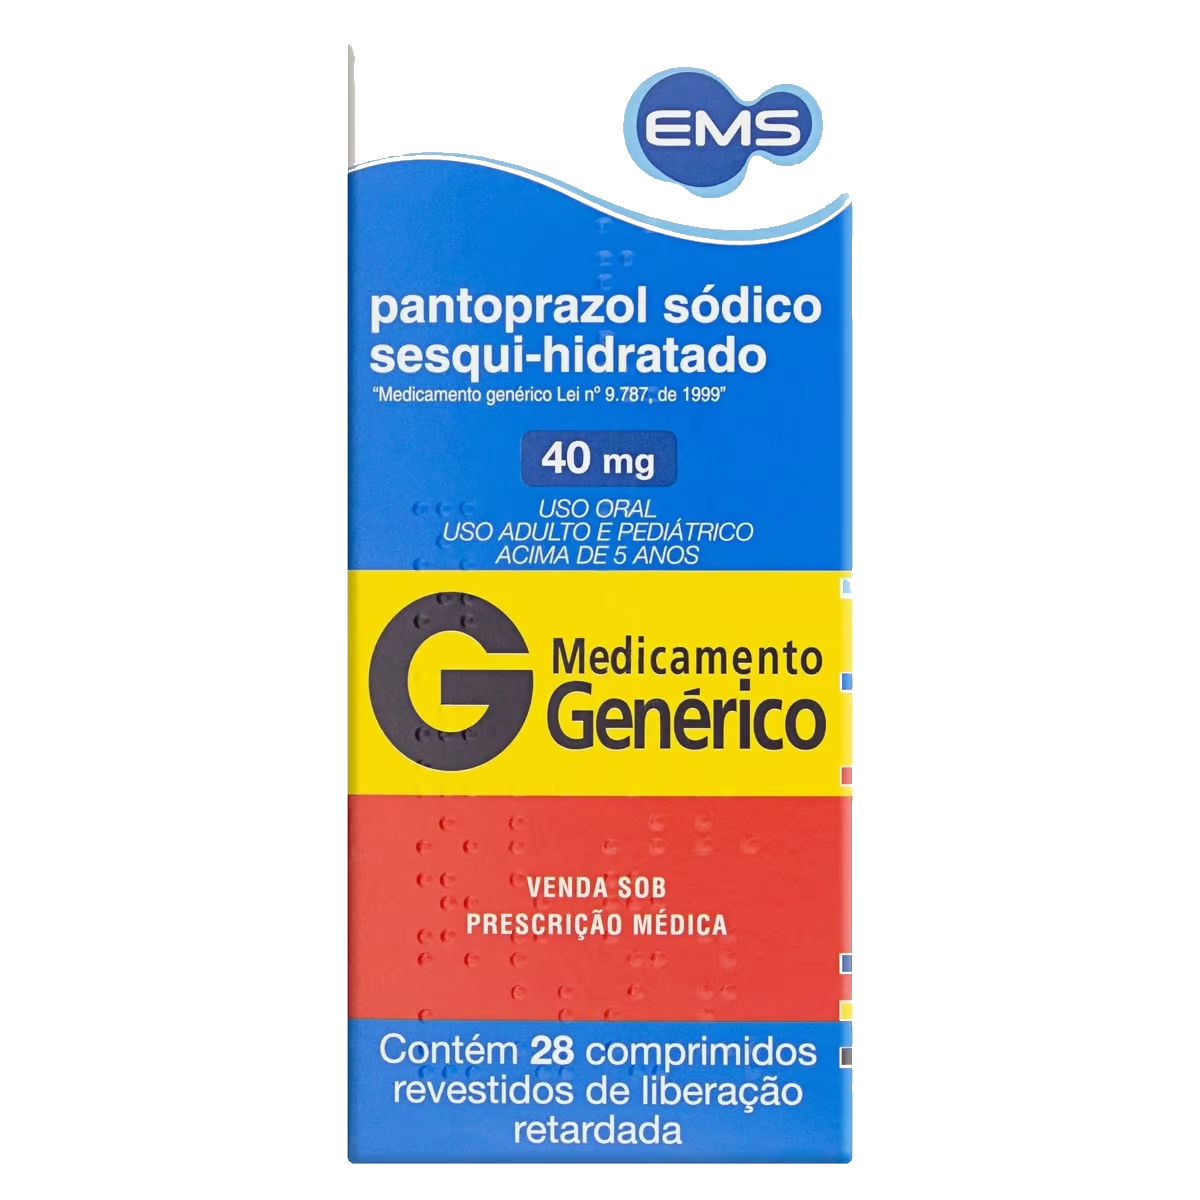 EMS
pantoprazol sódico
sesqui-hidratado
“Medicamento genérico Lei nº 9.787, de 1999”
40 mg
USO ORAL
USO ADULTO E PEDIÁTRICO
ACIMA DE 5 ANOS
G
Medicamento
Genérico
VENDA SOB
PRESCRIÇÃO MÉDICA
Contém 28 comprimidos
revestidos de liberação
retardada